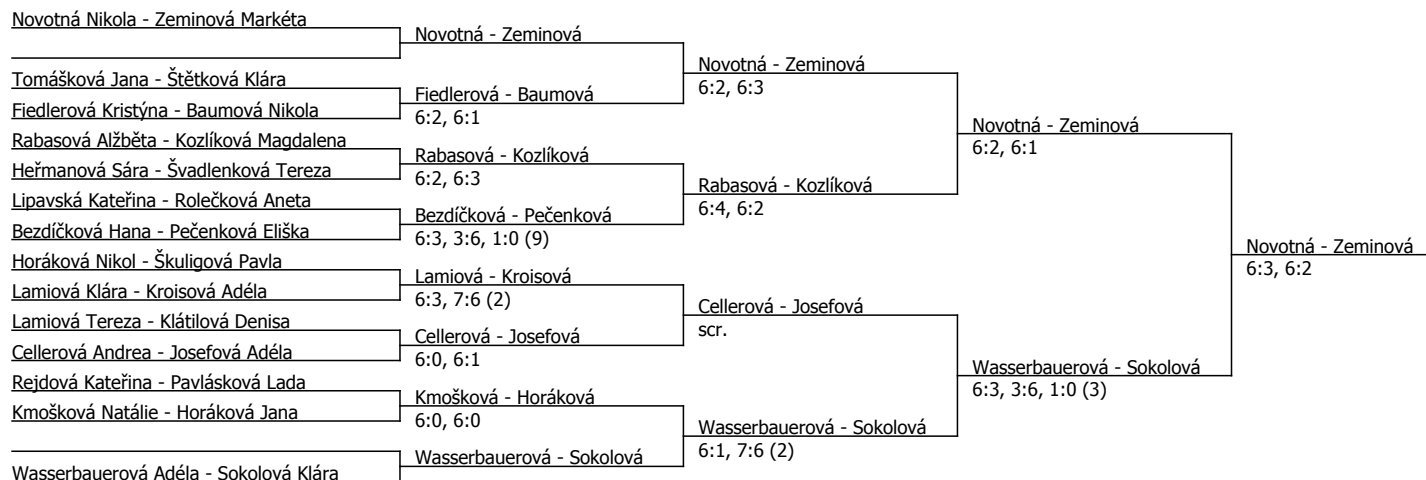 Novotná Nikola - Zeminová Markéta
Tomášková Jana - Štětková Klára
Fiedlerová Kristýna - Baumová Nikola
Rabasová Alžběta - Kozlíková Magdalena
Heřmanová Sára - Švadlenková Tereza
Lipavská Kateřina - Rolečková Aneta
Bezdíčková Hana - Pečenková Eliška
Horáková Nikol - Škuligová Pavla
Lamiová Klára - Kroisová Adéla
Lamiová Tereza - Klátilová Denisa
Cellerová Andrea - Josefová Adéla
Rejdová Kateřina - Pavlásková Lada
Kmošková Natálie - Horáková Jana
Wasserbauerová Adéla - Sokolová Klára
Novotná - Zeminová
Fiedlerová - Baumová
6:2, 6:1
Rabasová - Kozlíková
6:2, 6:3
Bezdíčková - Pečenková
6:3, 3:6, 1:0 (9)
Lamiová - Kroisová
6:3, 7:6 (2)
Cellerová - Josefová
6:0, 6:1
Kmošková - Horáková
6:0, 6:0
Wasserbauerová - Sokolová
Novotná - Zeminová
6:2, 6:3
Rabasová - Kozlíková
6:4, 6:2
Cellerová - Josefová
scr.
Wasserbauerová - Sokolová
6:1, 7:6 (2)
Novotná - Zeminová
6:2, 6:1
Wasserbauerová - Sokolová
6:3, 3:6, 1:0 (3)
Novotná - Zeminová
6:3, 6:2